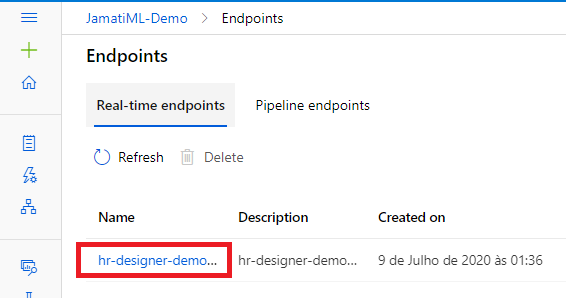 JamatiML-Demo > Endpoints
Endpoints
Real-time endpoints Pipeline endpoints
Refresh Delete
Name Description Created on
hr-designer-demo... hr-designer-demo... 9 de Julho de 2020 às 01:36